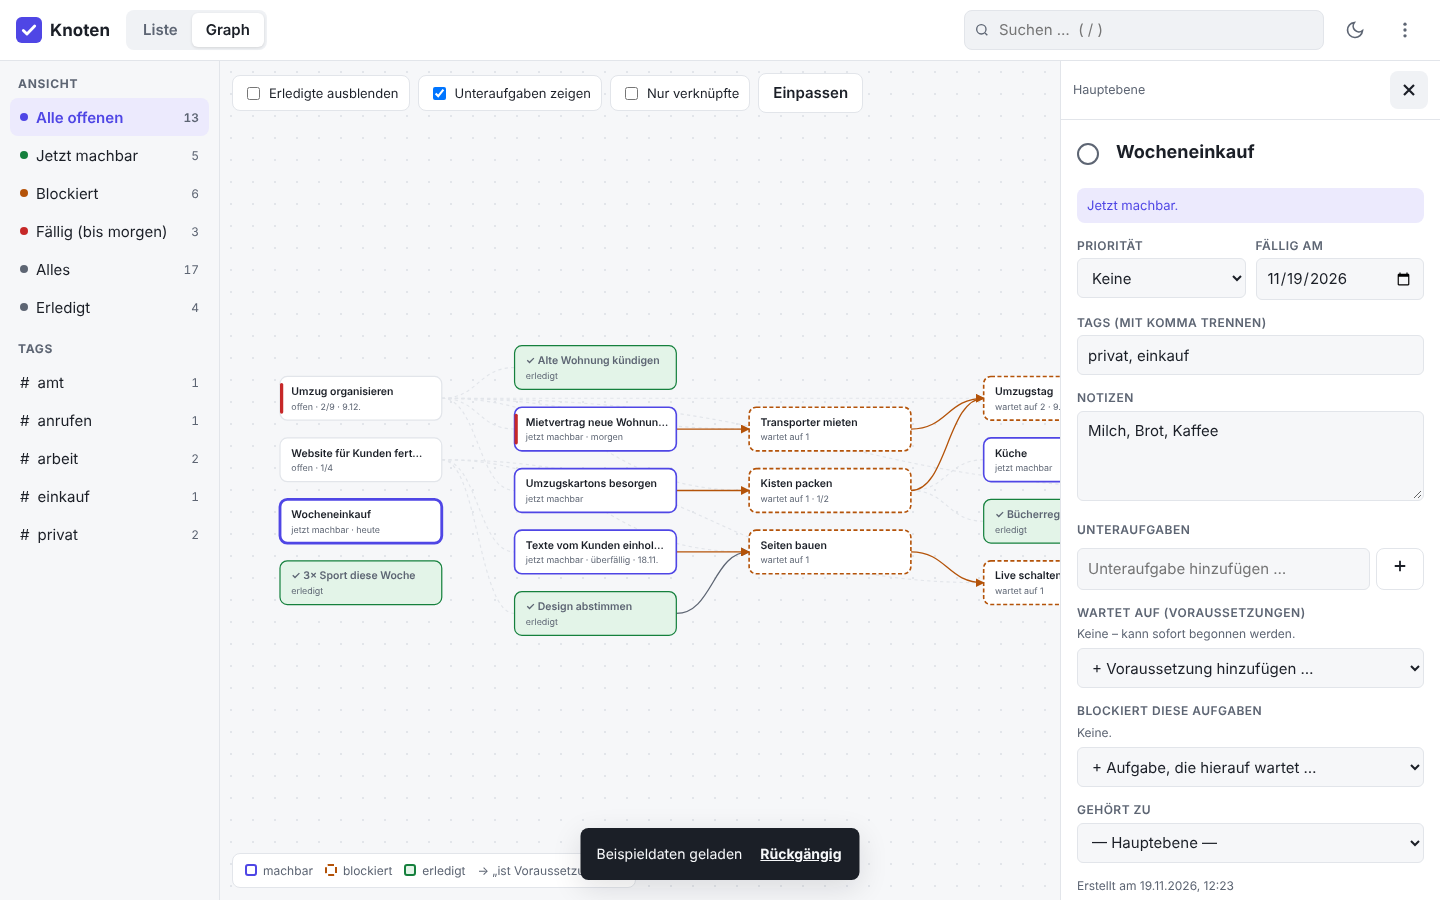 Knoten
Liste
Graph
Suchen … ( / )
ANSICHT
Alle offenen 13
Jetzt machbar 5
Blockiert 6
Fällig (bis morgen) 3
Alles 17
Erledigt 4
TAGS
# amt 1
# anrufen 1
# arbeit 2
# einkauf 1
# privat 2
Erledigte ausblenden
Unteraufgaben zeigen
Nur verknüpfte
Einpassen
Umzug organisieren
offen · 2/9 · 9.12.
Website für Kunden fert…
offen · 1/4
Wocheneinkauf
jetzt machbar · heute
✓ 3× Sport diese Woche
erledigt
✓ Alte Wohnung kündigen
erledigt
Mietvertrag neue Wohnun…
jetzt machbar · morgen
Umzugskartons besorgen
jetzt machbar
Texte vom Kunden einhol…
jetzt machbar · überfällig · 18.11.
✓ Design abstimmen
erledigt
Transporter mieten
wartet auf 1
Kisten packen
wartet auf 1 · 1/2
Seiten bauen
wartet auf 1
Umzugstag
wartet auf 2 · 9.
Küche
jetzt machbar
✓ Bücherreg
erledigt
Live schalten
wartet auf 1
machbar
blockiert
erledigt
→ „ist Voraussetzu
Beispieldaten geladen
Rückgängig
Hauptebene
Wocheneinkauf
Jetzt machbar.
PRIORITÄT
Keine
FÄLLIG AM
11/19/2026
TAGS (MIT KOMMA TRENNEN)
privat, einkauf
NOTIZEN
Milch, Brot, Kaffee
UNTERAUFGABEN
Unteraufgabe hinzufügen …
+
WARTET AUF (VORAUSSETZUNGEN)
Keine – kann sofort begonnen werden.
+ Voraussetzung hinzufügen …
BLOCKIERT DIESE AUFGABEN
Keine.
+ Aufgabe, die hierauf wartet …
GEHÖRT ZU
— Hauptebene —
Erstellt am 19.11.2026, 12:23